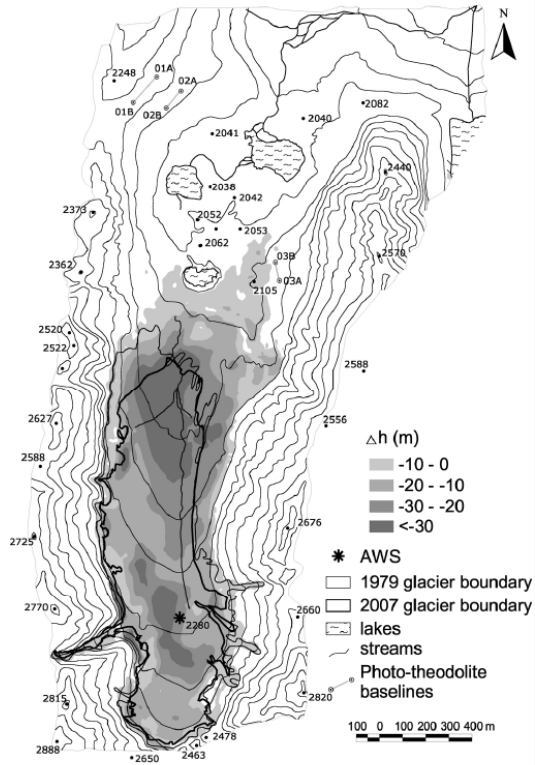 N
2248
01A
02A
01B
02B
2082
2040
2041
2440
2038
2042
2373
2052
2053
2062
2570
03B
2362
03A
2105
2520
2522
2588
2627
2556
2588
△h (m)
-10 - 0
-20 - -10
-30 - -20
<-30
2676
2725
AWS
1979 glacier boundary
2007 glacier boundary
2770
2660
2280
lakes
streams
Photo-theodolite
baselines
2815
2820
100 0 100 200 300 400 m
2478
2888
2463
2650